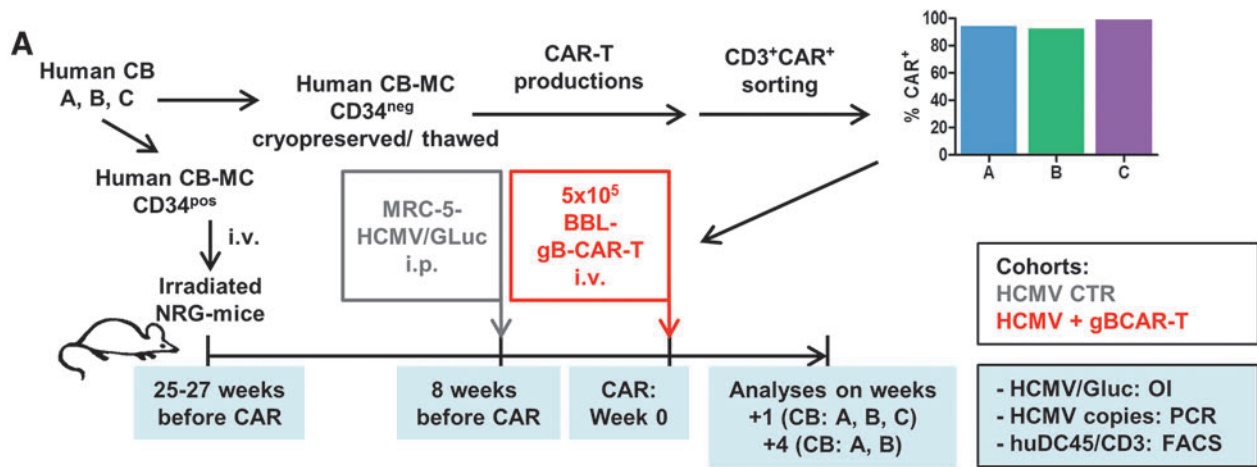 A
Human CB
A, B, C
Human CB-MC
CD34neg
cryopreserved/ thawed
CAR-T
productions
CD3+CAR+
sorting
% CAR+
100
80
60
40
20
0
A
B
C
Human CB-MC
CD34pos
i.v.
Irradiated
NRG-mice
MRC-5-
HCMV/GLuc
i.p.
5x10⁵
BBL-
gB-CAR-T
i.v.
Cohorts:
HCMV CTR
HCMV + gBCAR-T
25-27 weeks
before CAR
8 weeks
before CAR
CAR:
Week 0
Analyses on weeks
+1 (CB: A, B, C)
+4 (CB: A, B)
- HCMV/Gluc: OI
- HCMV copies: PCR
- huDC45/CD3: FACS